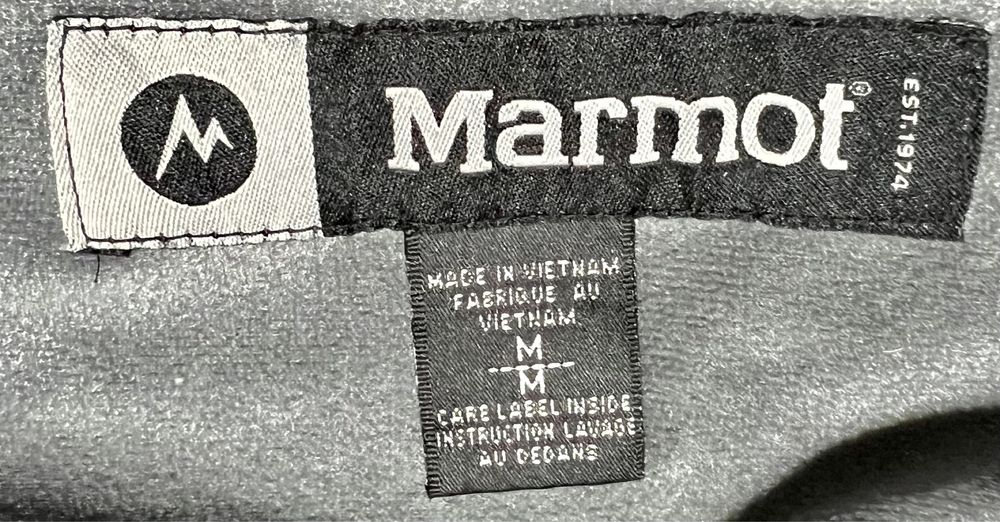 Marmot®
EST.1974
MADE IN VIETNAM
FABRIQUE AU
VIETNAM
M
M
CARE LABEL INSIDE
INSTRUCTION LAVAGE
AU DEDANS